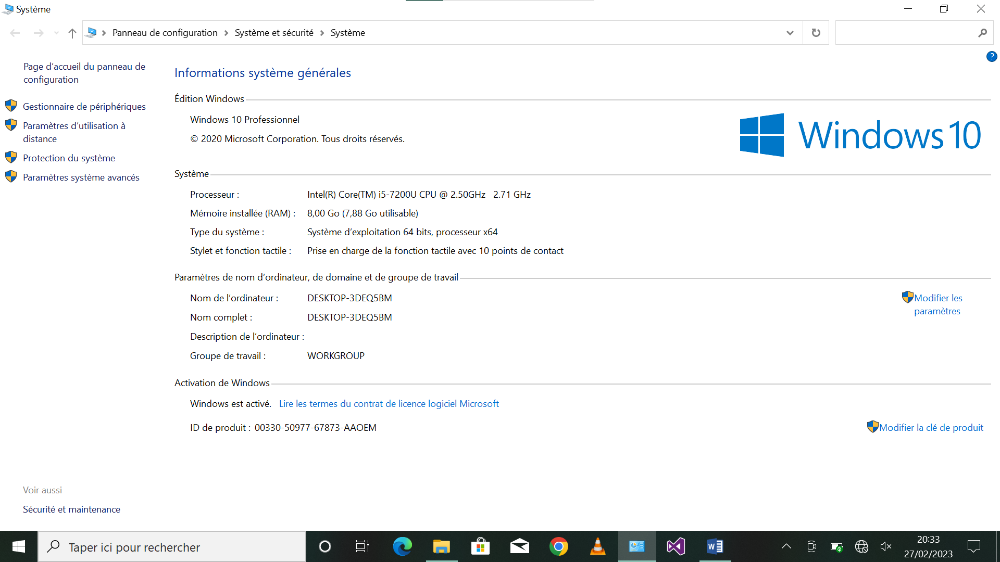 Système
Panneau de configuration
Système et sécurité
Système
?
Page d'accueil du panneau de
configuration
Gestionnaire de périphériques
Paramètres d'utilisation à
distance
Protection du système
Paramètres système avancés
Informations système générales
Édition Windows
Windows 10 Professionnel
© 2020 Microsoft Corporation. Tous droits réservés.
Windows 10
Système
Processeur : Intel(R) Core(TM) i5-7200U CPU @ 2.50GHz 2.71 GHz
Mémoire installée (RAM) : 8,00 Go (7,88 Go utilisable)
Type du système : Système d'exploitation 64 bits, processeur x64
Stylet et fonction tactile : Prise en charge de la fonction tactile avec 10 points de contact
Paramètres de nom d'ordinateur, de domaine et de groupe de travail
Nom de l'ordinateur : DESKTOP-3DEQ5BM
Modifier les
paramètres
Nom complet : DESKTOP-3DEQ5BM
Description de l'ordinateur :
Groupe de travail : WORKGROUP
Activation de Windows
Windows est activé. Lire les termes du contrat de licence logiciel Microsoft
ID de produit : 00330-50977-67873-AAOEM
Modifier la clé de produit
Voir aussi
Sécurité et maintenance
Taper ici pour rechercher
W
20:33
27/02/2023